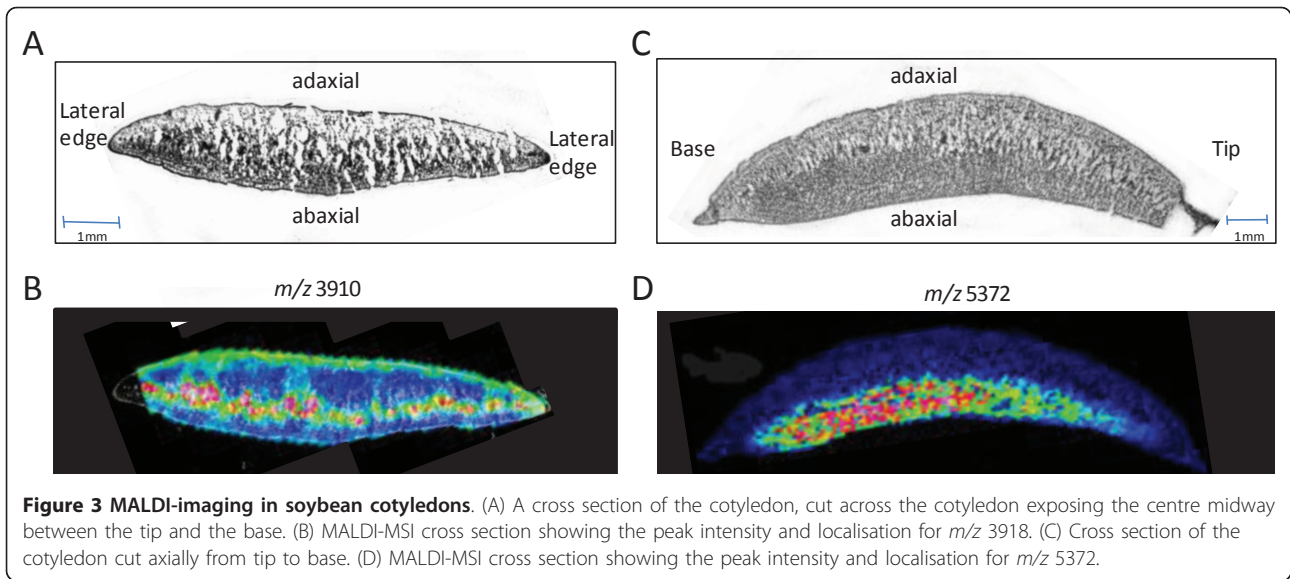 A
adaxial
Lateral
edge
Lateral
edge
abaxial
1mm
C
adaxial
Base
Tip
abaxial
1mm
B
m/z 3910
D
m/z 5372
Figure 3 MALDI-imaging in soybean cotyledons. (A) A cross section of the cotyledon, cut across the cotyledon exposing the centre midway
between the tip and the base. (B) MALDI-MSI cross section showing the peak intensity and localisation for m/z 3918. (C) Cross section of the
cotyledon cut axially from tip to base. (D) MALDI-MSI cross section showing the peak intensity and localisation for m/z 5372.